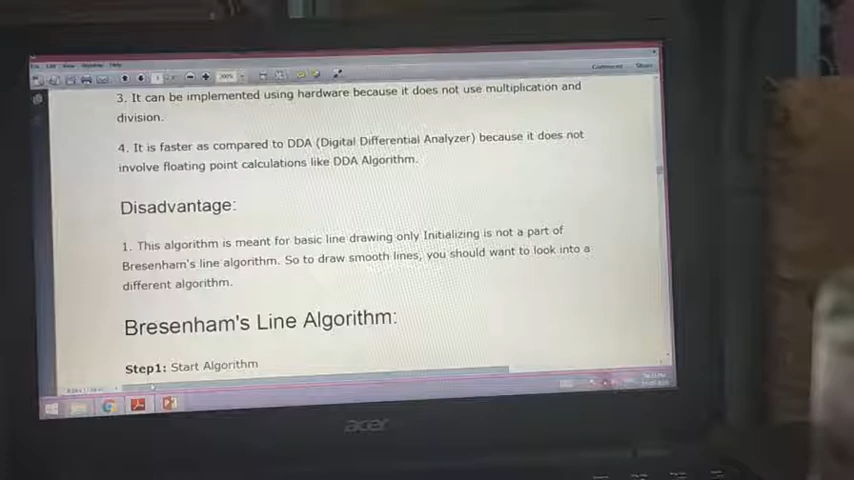 200%
Comment
Share
3. It can be implemented using hardware because it does not use multiplication and
division.
4. It is faster as compared to DDA (Digital Differential Analyzer) because it does not
involve floating point calculations like DDA Algorithm.
Disadvantage:
1. This algorithm is meant for basic line drawing only Initializing is not a part of
Bresenham's line algorithm. So to draw smooth lines, you should want to look into a
different algorithm.
Bresenham's Line Algorithm:
Step1: Start Algorithm
acer